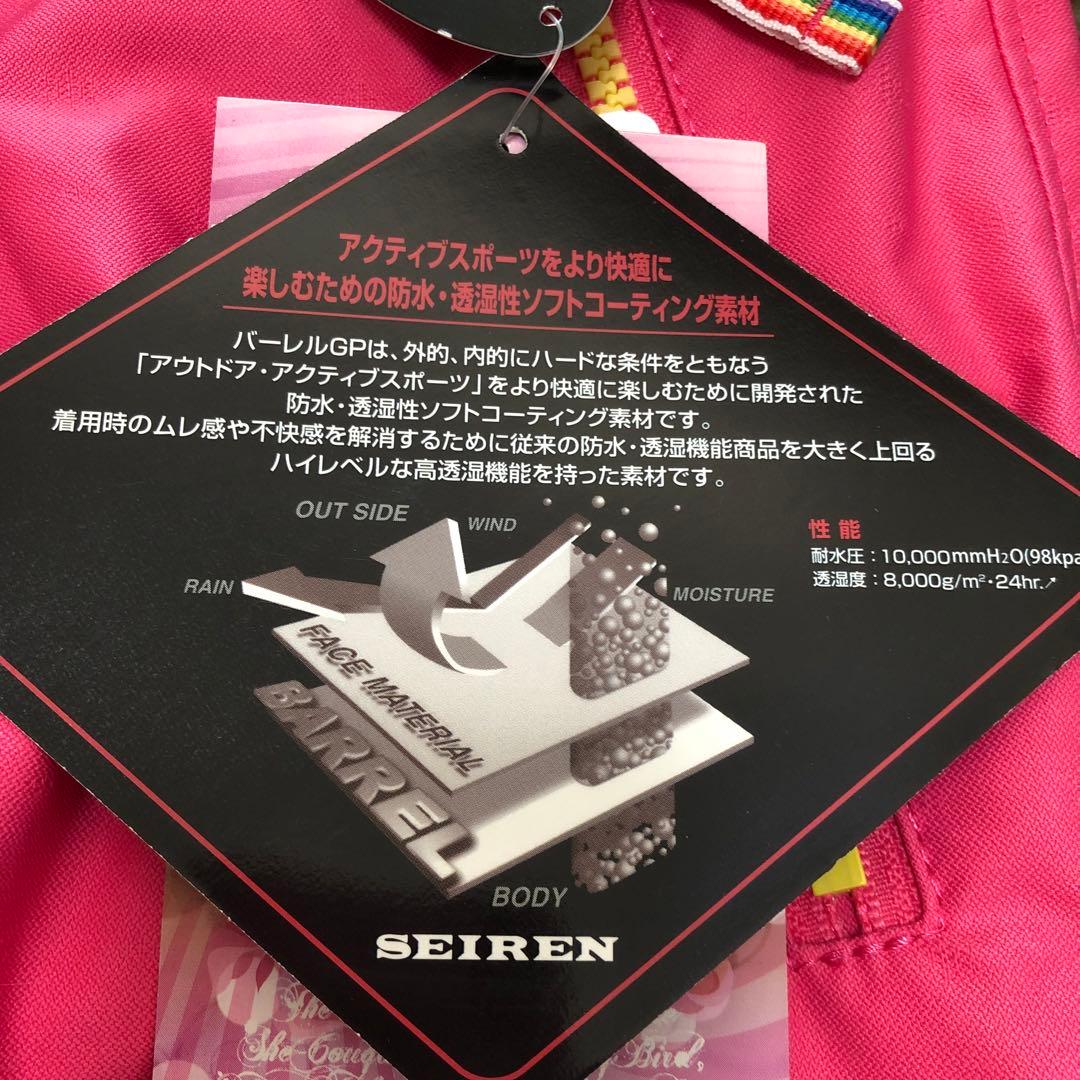 アクティブスポーツをより快適に
楽しむための防水・透湿性ソフトコーティング素材
バーレルGPは、外的、内的にハードな条件をともなう
「アウトドア・アクティブスポーツ」をより快適に楽しむために開発された
防水・透湿性ソフトコーティング素材です。
着用時のムレ感や不快感を解消するために従来の防水・透湿機能商品を大きく上回る
ハイレベルな高透湿機能を持った素材です。
OUT SIDE
WIND
RAIN
MOISTURE
性能
耐水圧：10,000mmH2O(98kpa
透湿度：8,000g/m²・24hr.↗
FACE MATERIAL
BARREL
BODY
SEIREN
The
She Bird,